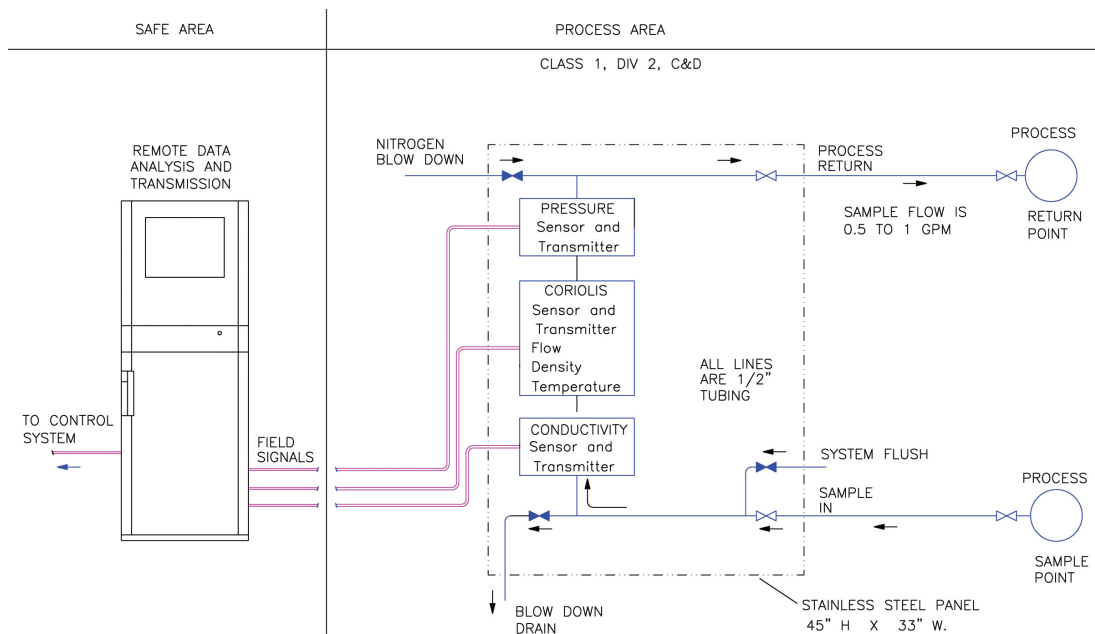 SAFE AREA
PROCESS AREA
CLASS 1, DIV 2, C&D
REMOTE DATA
ANALYSIS AND
TRANSMISSION
NITROGEN
BLOW DOWN
PROCESS
RETURN
PROCESS
SAMPLE FLOW IS
0.5 TO 1 GPM
RETURN
POINT
PRESSURE
Sensor and
Transmitter
CORIOLIS
Sensor and
Transmitter
Flow
Density
Temperature
ALL LINES
ARE 1/2"
TUBING
CONDUCTIVITY
Sensor and
Transmitter
TO CONTROL
SYSTEM
FIELD
SIGNALS
SYSTEM FLUSH
SAMPLE
IN
PROCESS
SAMPLE
POINT
BLOW DOWN
DRAIN
STAINLESS STEEL PANEL
45" H X 33" W.